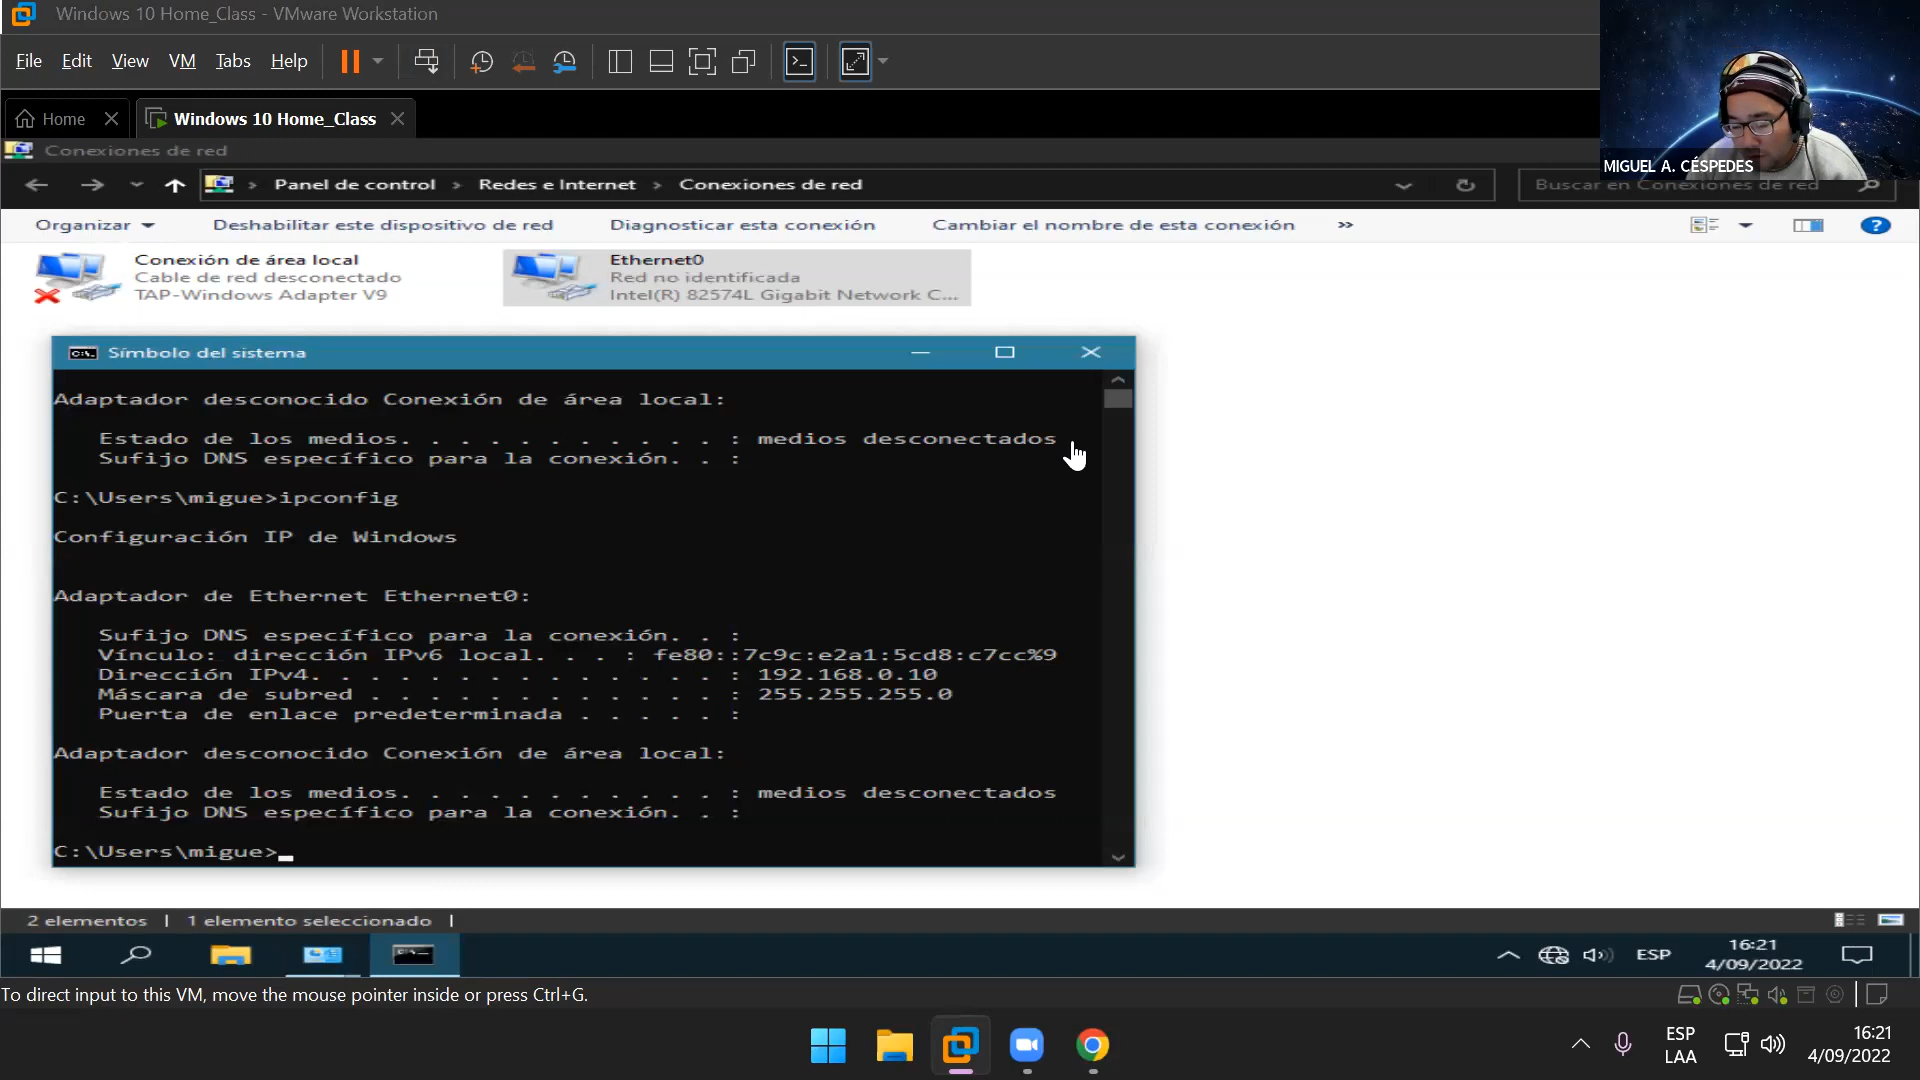 Windows 10 Home_Class - VMware Workstation
File Edit View VM Tabs Help
Home
Windows 10 Home_Class
MIGUEL A. CÉSPEDES
Conexiones de red
Panel de control > Redes e Internet > Conexiones de red
Buscar en Conexiones de red
Organizar Deshabilitar este dispositivo de red Diagnosticar esta conexión Cambiar el nombre de esta conexión »
Conexión de área local
Cable de red desconectado
TAP-Windows Adapter V9
Ethernet0
Red no identificada
Intel(R) 82574L Gigabit Network C...
Símbolo del sistema
Adaptador desconocido Conexión de área local:
Estado de los medios. . . . . . . . . . . : medios desconectados
Sufijo DNS específico para la conexión. . :
C:\Users\migue>ipconfig
Configuración IP de Windows
Adaptador de Ethernet Ethernet0:
Sufijo DNS específico para la conexión. . :
Vínculo: dirección IPv6 local. . . : fe80::7c9c:e2a1:5cd8:c7cc%9
Dirección IPv4. . . . . . . . . . . . . . : 192.168.0.10
Máscara de subred . . . . . . . . . . . . : 255.255.255.0
Puerta de enlace predeterminada . . . . . :
Adaptador desconocido Conexión de área local:
Estado de los medios. . . . . . . . . . . : medios desconectados
Sufijo DNS específico para la conexión. . :
C:\Users\migue>
2 elementos | 1 elemento seleccionado |
ESP
16:21
4/09/2022
To direct input to this VM, move the mouse pointer inside or press Ctrl+G.
ESP
LAA
16:21
4/09/2022